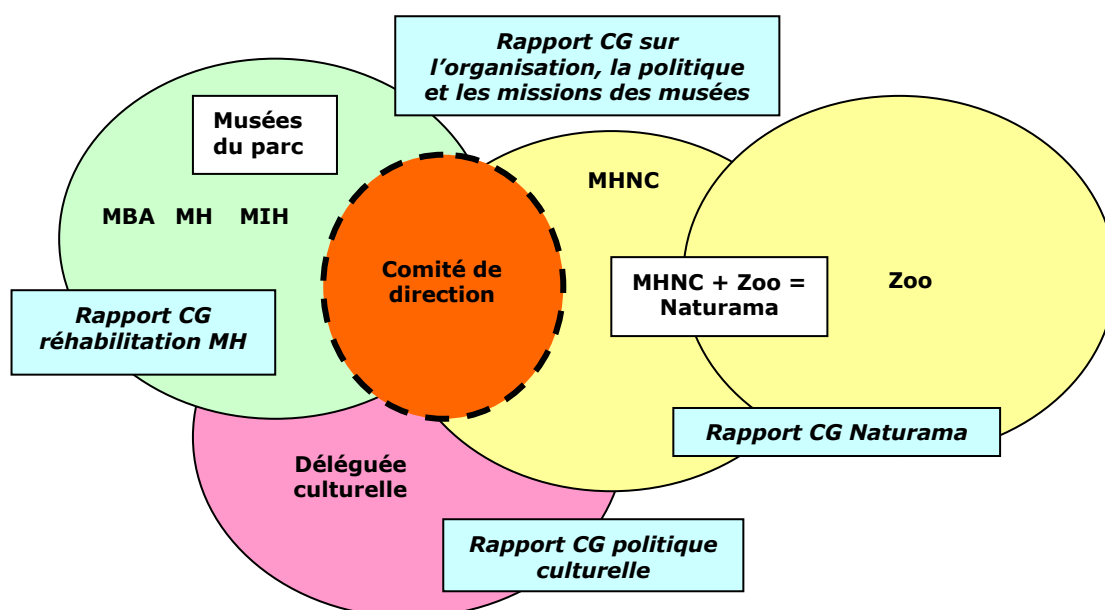 Rapport CG sur
l'organisation, la politique
et les missions des musées
Musées
du parc
MBA MH MIH
MHNC
Comité de
direction
MHNC + Zoo =
Naturama
Zoo
Rapport CG
réhabilitation MH
Rapport CG Naturama
Déléguée
culturelle
Rapport CG politique
culturelle